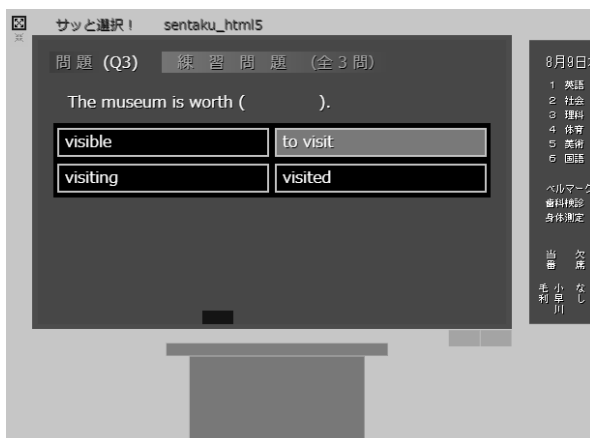 サッと選択！ sentaku_html5
問題 (Q3) 練習問題 (全3問)
The museum is worth ( ).
visible to visit
visiting visited
8月9日
1 英語
2 社会
3 理科
4 体育
5 美術
6 国語
ベルマーク
歯科検診
身体測定
当番 欠席
毛利 小早川 なし